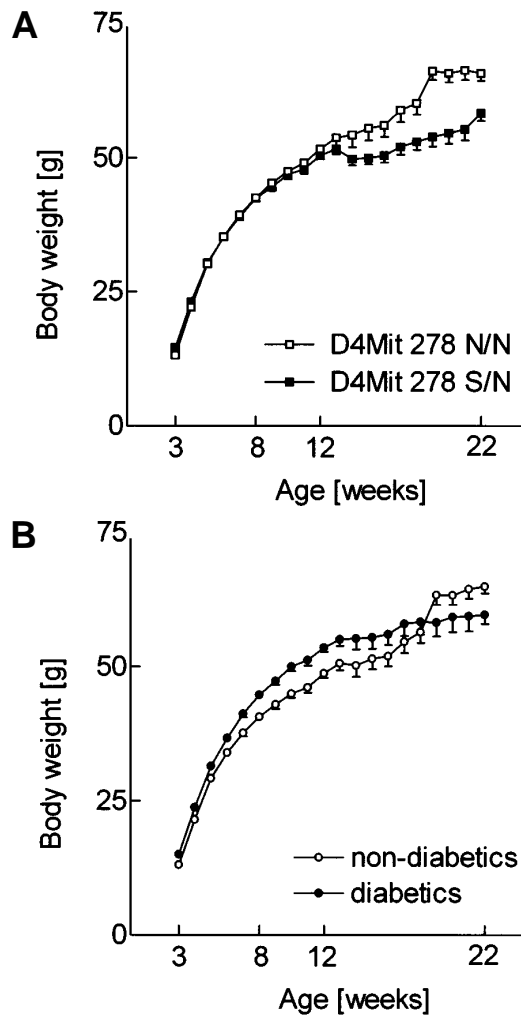 A
75
50
25
0
Body weight [g]
D4Mit 278 N/N
D4Mit 278 S/N
3 8 12 22
Age [weeks]
B
75
50
25
0
Body weight [g]
non-diabetics
diabetics
3 8 12 22
Age [weeks]